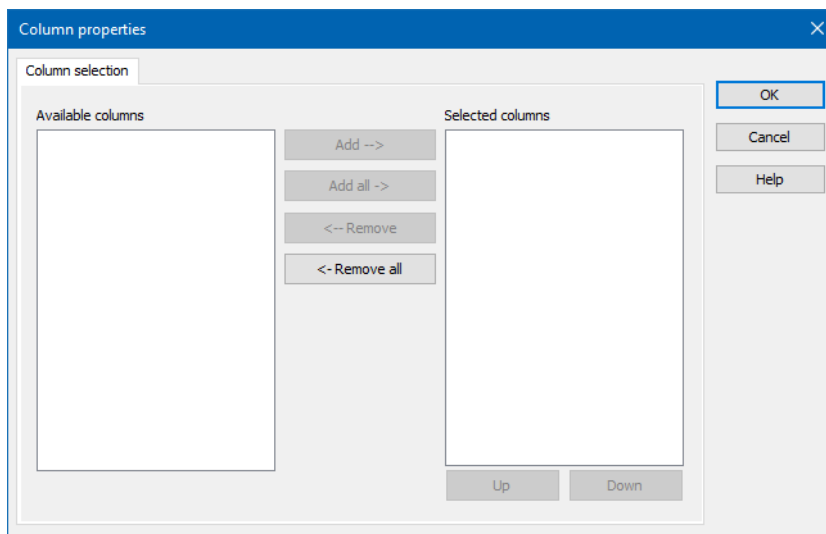 Column properties
Column selection
Available columns
Selected columns
Add -->
Add all ->
<-- Remove
<- Remove all
Up
Down
OK
Cancel
Help